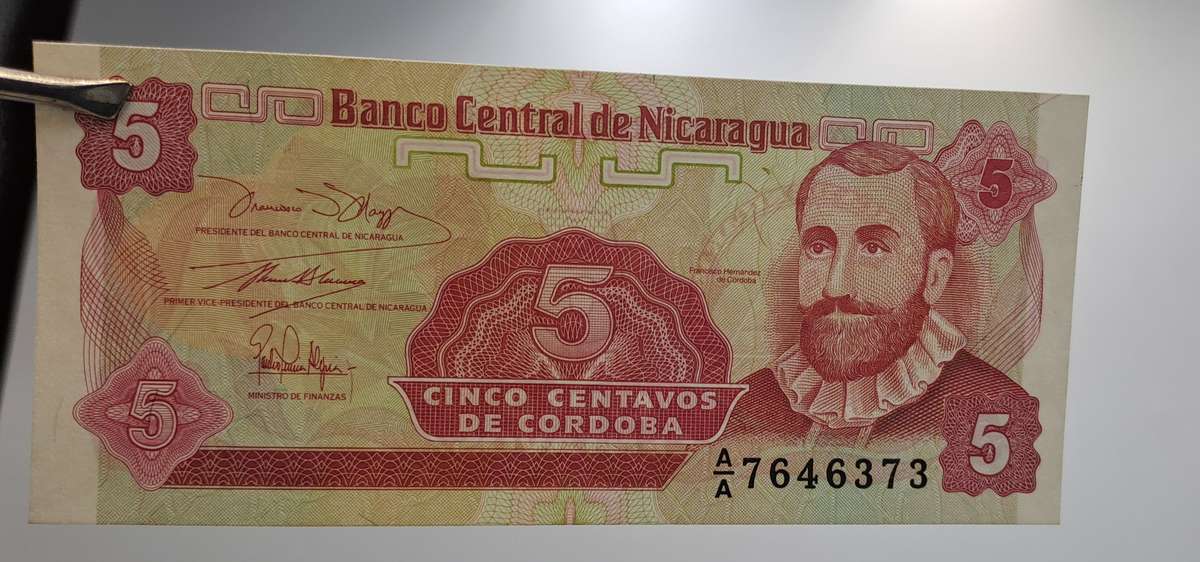 5
Banco Central de Nicaragua
5
PRESIDENTE DEL BANCO CENTRAL DE NICARAGUA
PRIMER VICE-PRESIDENTE DEL BANCO CENTRAL DE NICARAGUA
MINISTRO DE FINANZAS
Francisco Hernández
de Córdoba
5
CINCO CENTAVOS
DE CORDOBA
5
A/A 7646373
5